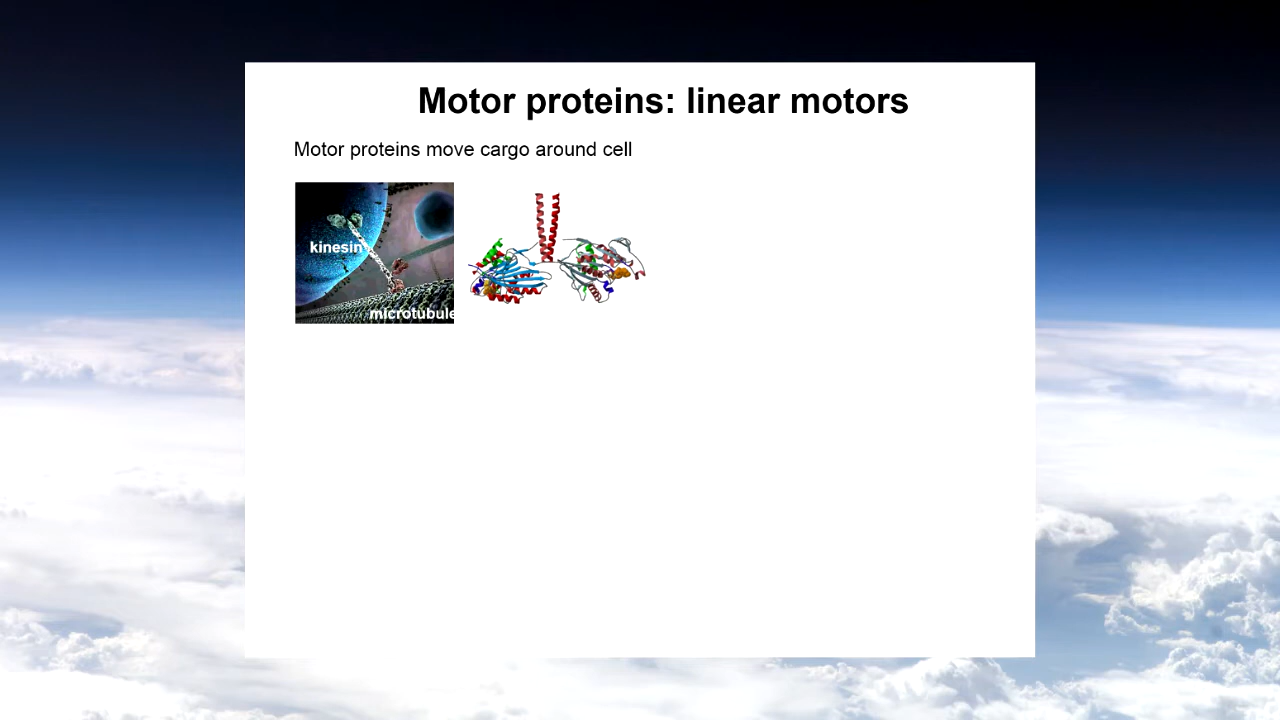 Motor proteins: linear motors
Motor proteins move cargo around cell
kinesin
microtubule